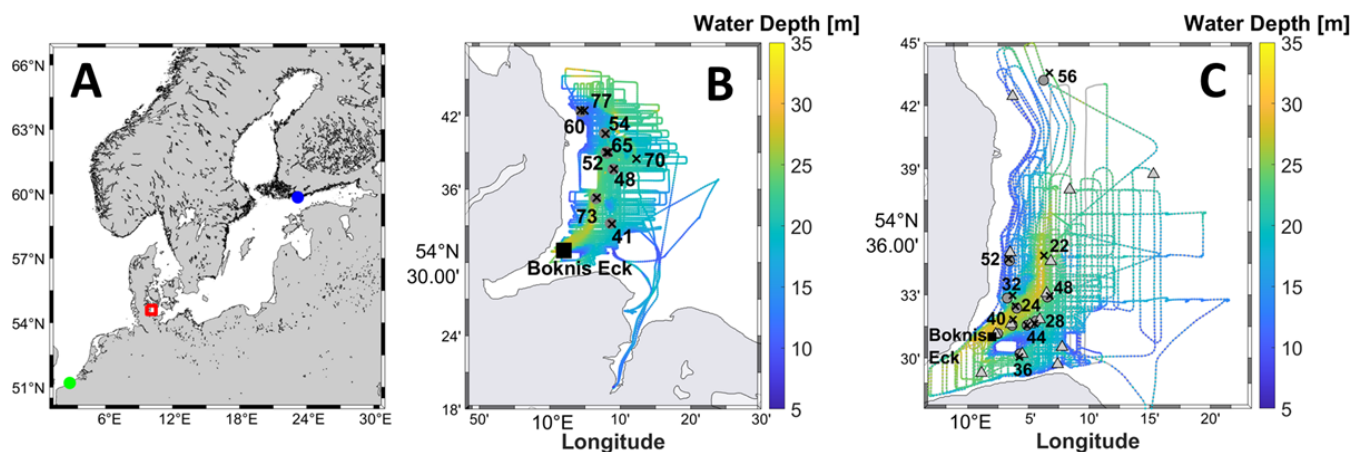 A
66°N
63°N
60°N
57°N
54°N
51°N
6°E
12°E
18°E
24°E
30°E
Water Depth [m]
B
42'
36'
54°N
30.00'
24'
18'
50'
10°E
10'
20'
30'
Longitude
77
60
54
65
52
70
48
73
41
Boknis Eck
35
30
25
20
15
10
5
Water Depth [m]
C
45'
42'
39'
54°N
36.00'
33'
30'
10°E
5'
10'
15'
20'
Longitude
56
22
52
32
48
24
40
28
44
36
Boknis
Eck
35
30
25
20
15
10
5